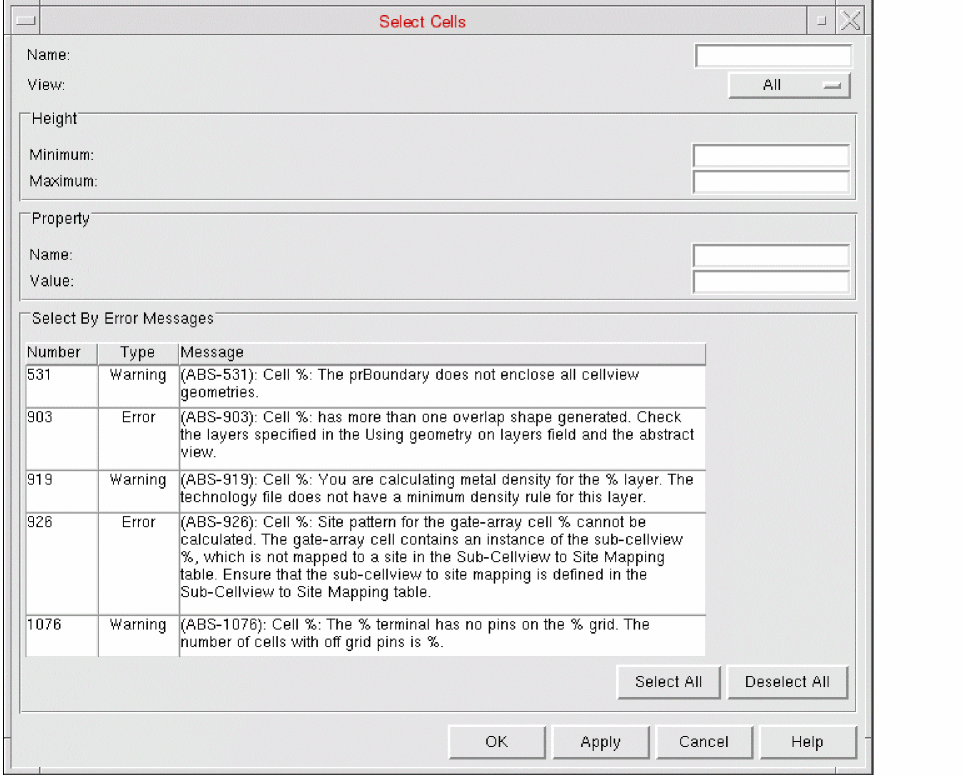 Select Cells
Name:
View:
All
Height
Minimum:
Maximum:
Property
Name:
Value:
Select By Error Messages
Number Type Message
531 Warning (ABS-531): Cell %: The prBoundary does not enclose all cellview
geometries.
903 Error (ABS-903): Cell %: has more than one overlap shape generated. Check
the layers specified in the Using geometry on layers field and the abstract
view.
919 Warning (ABS-919): Cell %: You are calculating metal density for the % layer. The
technology file does not have a minimum density rule for this layer.
926 Error (ABS-926): Cell %: Site pattern for the gate-array cell % cannot be
calculated. The gate-array cell contains an instance of the sub-cellview
%, which is not mapped to a site in the Sub-Cellview to Site Mapping
table. Ensure that the sub-cellview to site mapping is defined in the
Sub-Cellview to Site Mapping table.
1076 Warning (ABS-1076): Cell %: The % terminal has no pins on the % grid. The
number of cells with off grid pins is %.
Select All Deselect All
OK Apply Cancel Help